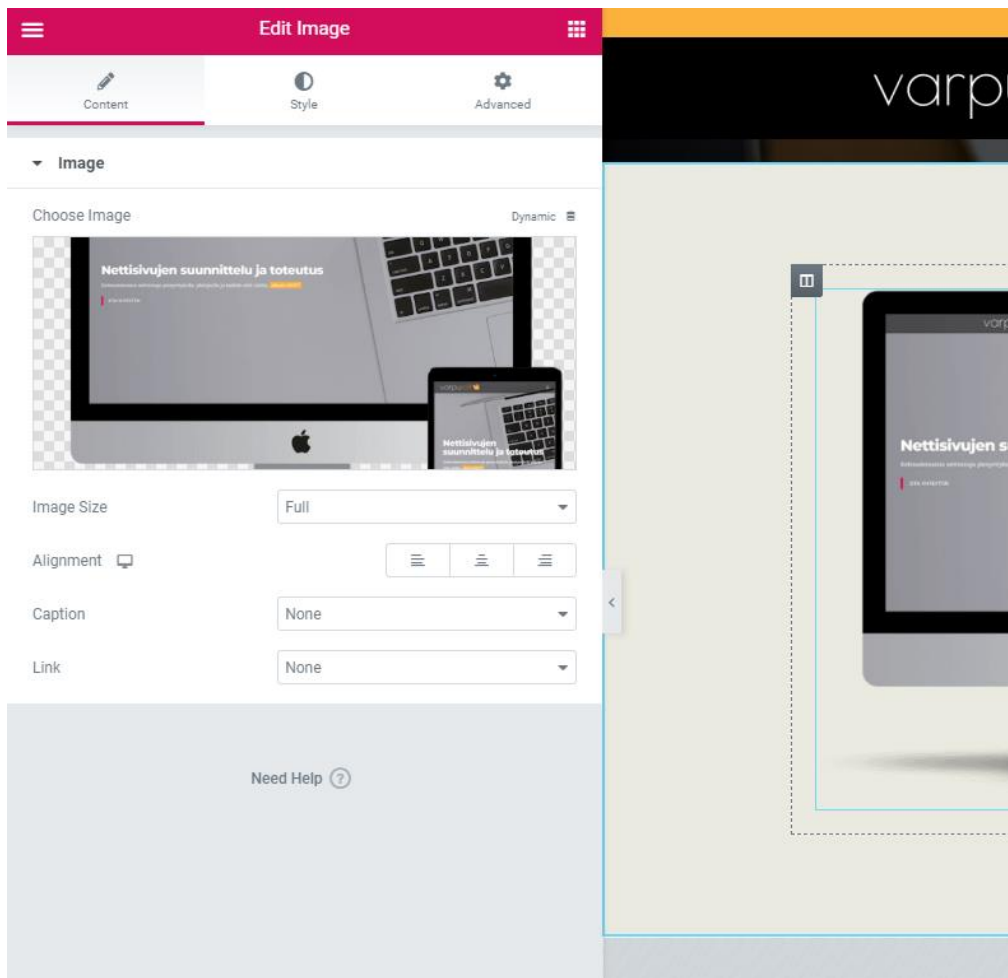 Edit Image
Content
Style
Advanced
Image
Choose Image
Dynamic
Nettisivujen suunnittelu ja toteutus
Nettisivujen
suunnittelu ja toteutus
Image Size
Full
Alignment
Caption
None
Link
None
Need Help ?
varpu
varp
Nettisivujen s